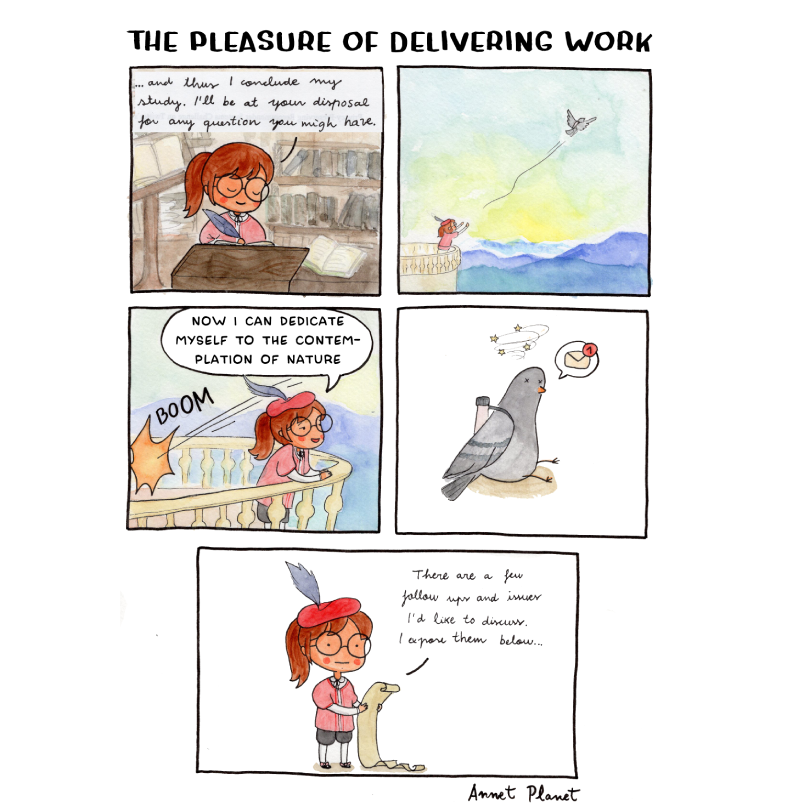 THE PLEASURE OF DELIVERING WORK
...and thus I conclude my
study. I'll be at your disposal
for any question you migh have.
NOW I CAN DEDICATE
MYSELF TO THE CONTEM-
PLATION OF NATURE
BOOM
1
There are a few
follow ups and issues
I'd like to discuss.
I expose them below...
Annet Planet